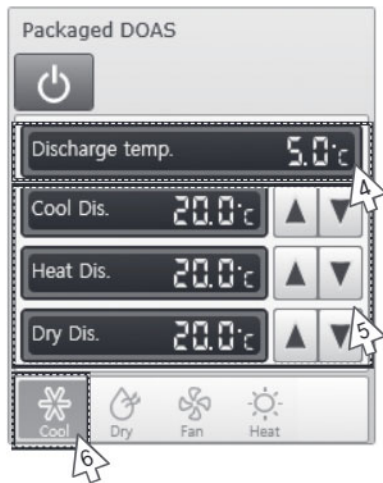 Packaged DOAS
Discharge temp. 5.0°c
4
Cool Dis. 20.0°c
Heat Dis. 20.0°c
Dry Dis. 20.0°c
5
Cool Dry Fan Heat
6